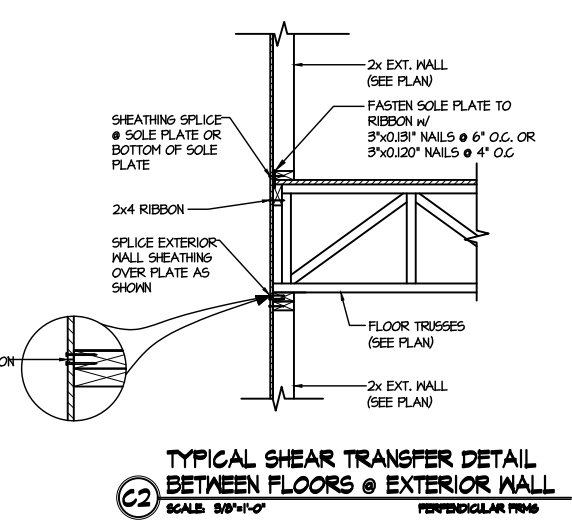 2x EXT. WALL
(SEE PLAN)
FASTEN SOLE PLATE TO
RIBBON W/
3"x0.131" NAILS @ 6" O.C. OR
3"x0.120" NAILS @ 4" O.C
SHEATHING SPLICE
@ SOLE PLATE OR
BOTTOM OF SOLE
PLATE
2x4 RIBBON
SPLICE EXTERIOR
WALL SHEATHING
OVER PLATE AS
SHOWN
ON
FLOOR TRUSSES
(SEE PLAN)
2x EXT. WALL
(SEE PLAN)
C2
TYPICAL SHEAR TRANSFER DETAIL
BETWEEN FLOORS @ EXTERIOR WALL
SCALE: 3/8"=1'-0"
PERPENDICULAR FRMG